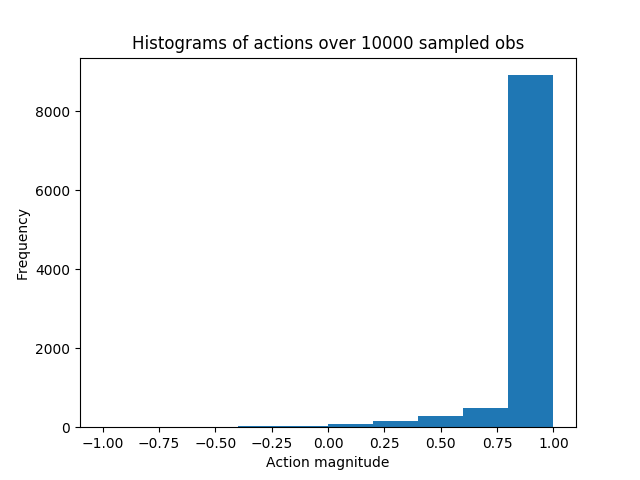 Histograms of actions over 10000 sampled obs
Frequency
8000
6000
4000
2000
0
−1.00 −0.75 −0.50 −0.25 0.00 0.25 0.50 0.75 1.00
Action magnitude